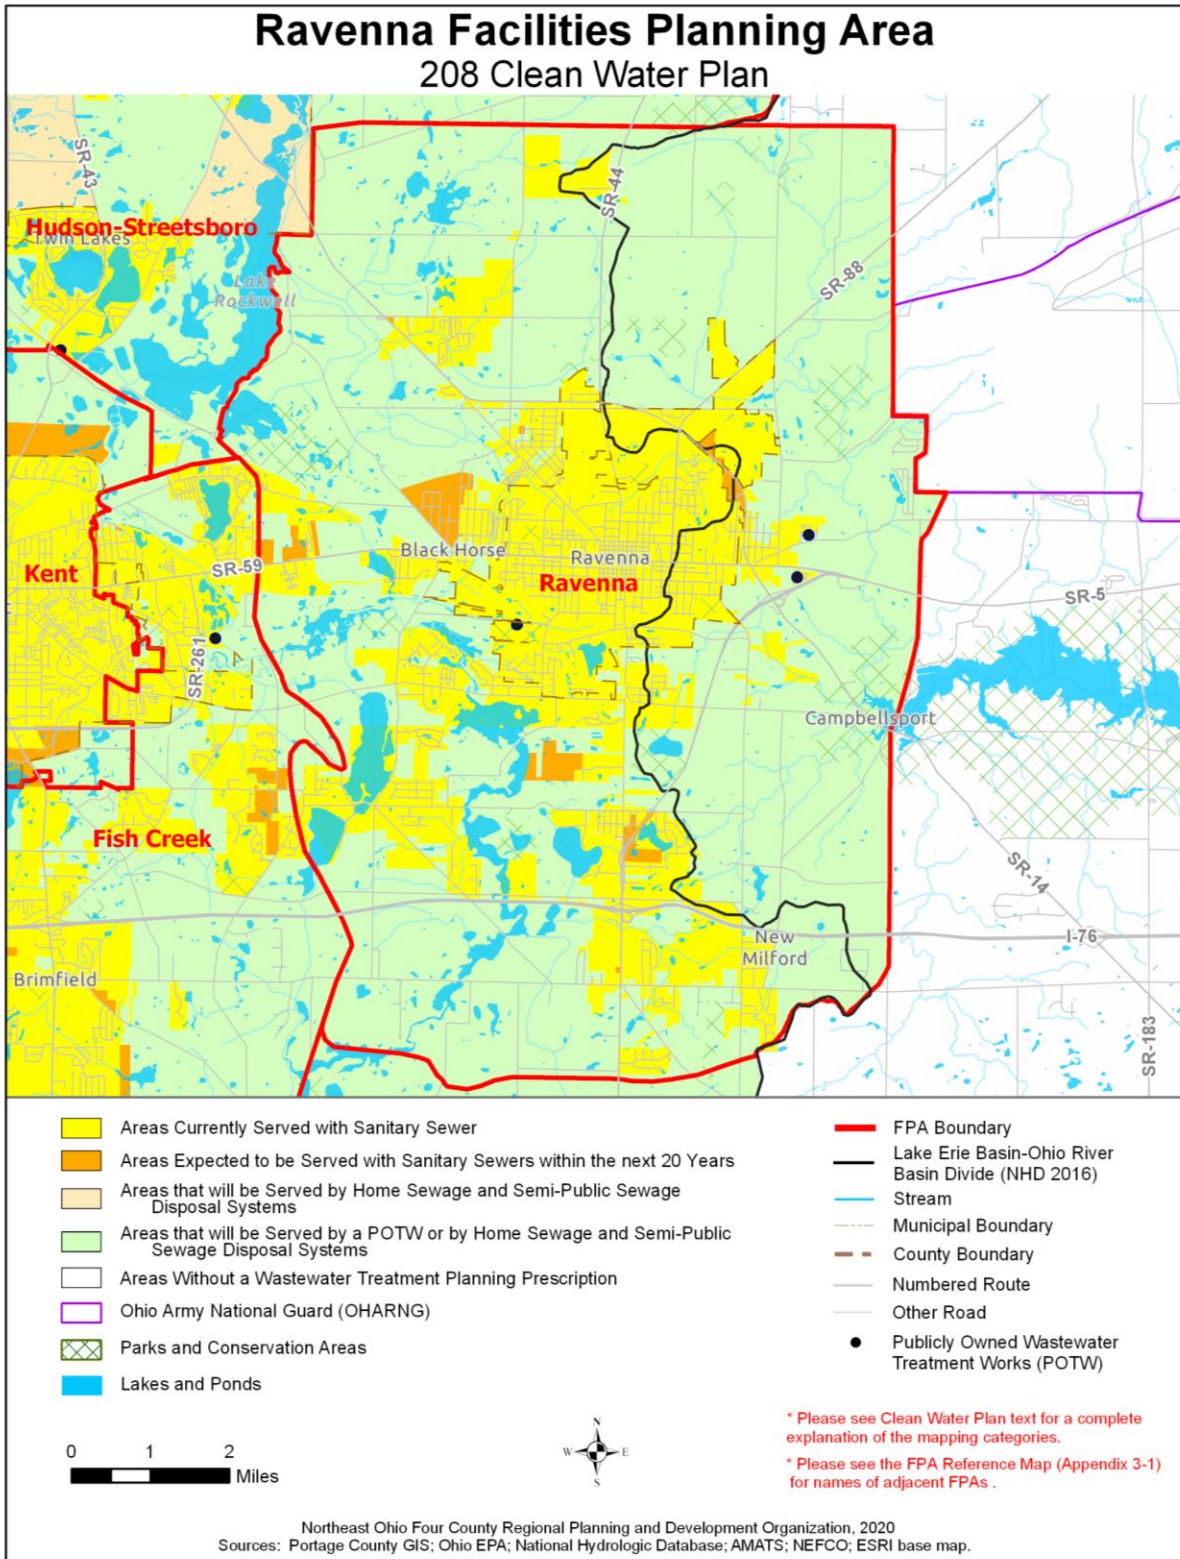 Ravenna Facilities Planning Area
208 Clean Water Plan
SR-43
SR-44
Hudson-Streetsboro
Twin Lakes
Lake
Rockwell
SR-88
Kent
SR-59
Black Horse
Ravenna
Ravenna
SR-5
SR-261
Campbellsport
Fish Creek
SR-14
New
Milford
I-76
Brimfield
SR-183
Areas Currently Served with Sanitary Sewer
Areas Expected to be Served with Sanitary Sewers within the next 20 Years
Areas that will be Served by Home Sewage and Semi-Public Sewage
Disposal Systems
Areas that will be Served by a POTW or by Home Sewage and Semi-Public
Sewage Disposal Systems
Areas Without a Wastewater Treatment Planning Prescription
Ohio Army National Guard (OHARNG)
Parks and Conservation Areas
Lakes and Ponds
FPA Boundary
Lake Erie Basin-Ohio River
Basin Divide (NHD 2016)
Stream
Municipal Boundary
County Boundary
Numbered Route
Other Road
Publicly Owned Wastewater
Treatment Works (POTW)
0 1 2
Miles
N
W E
S
* Please see Clean Water Plan text for a complete
explanation of the mapping categories.
* Please see the FPA Reference Map (Appendix 3-1)
for names of adjacent FPAs .
Northeast Ohio Four County Regional Planning and Development Organization, 2020
Sources: Portage County GIS; Ohio EPA; National Hydrologic Database; AMATS; NEFCO; ESRI base map.